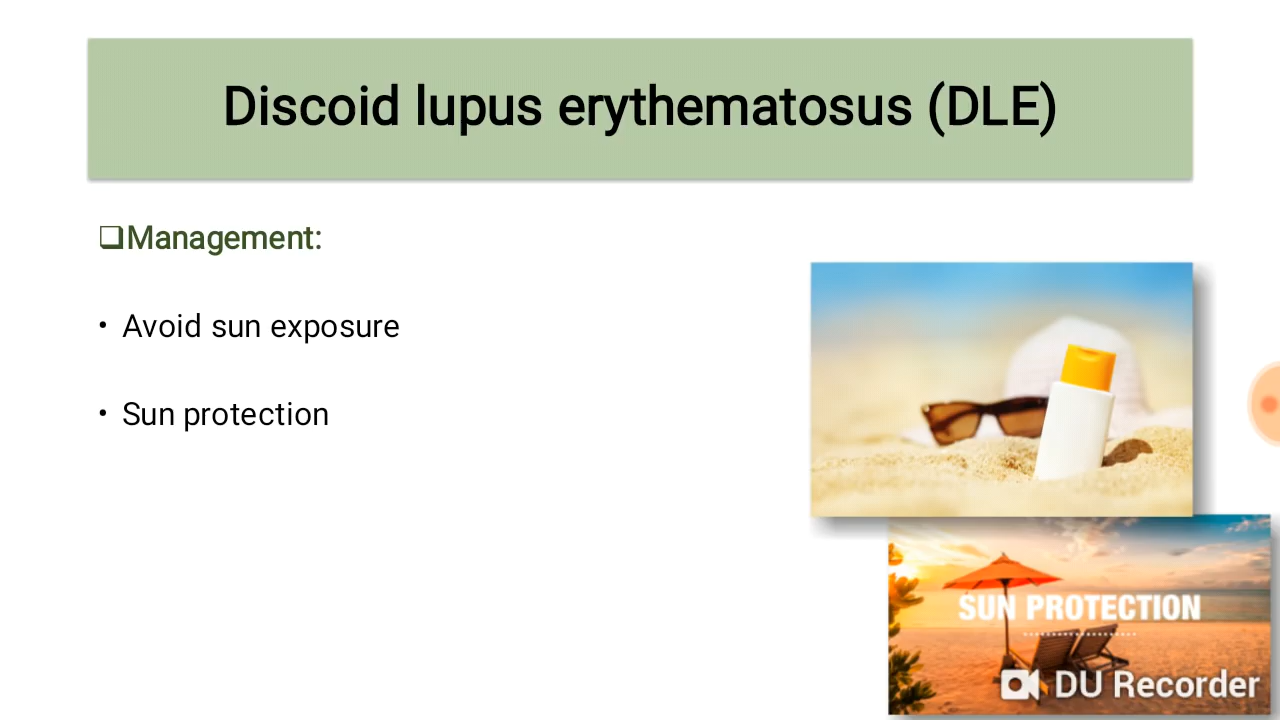 Discoid lupus erythematosus (DLE)
❑Management:
• Avoid sun exposure
• Sun protection
SUN PROTECTION
DU Recorder